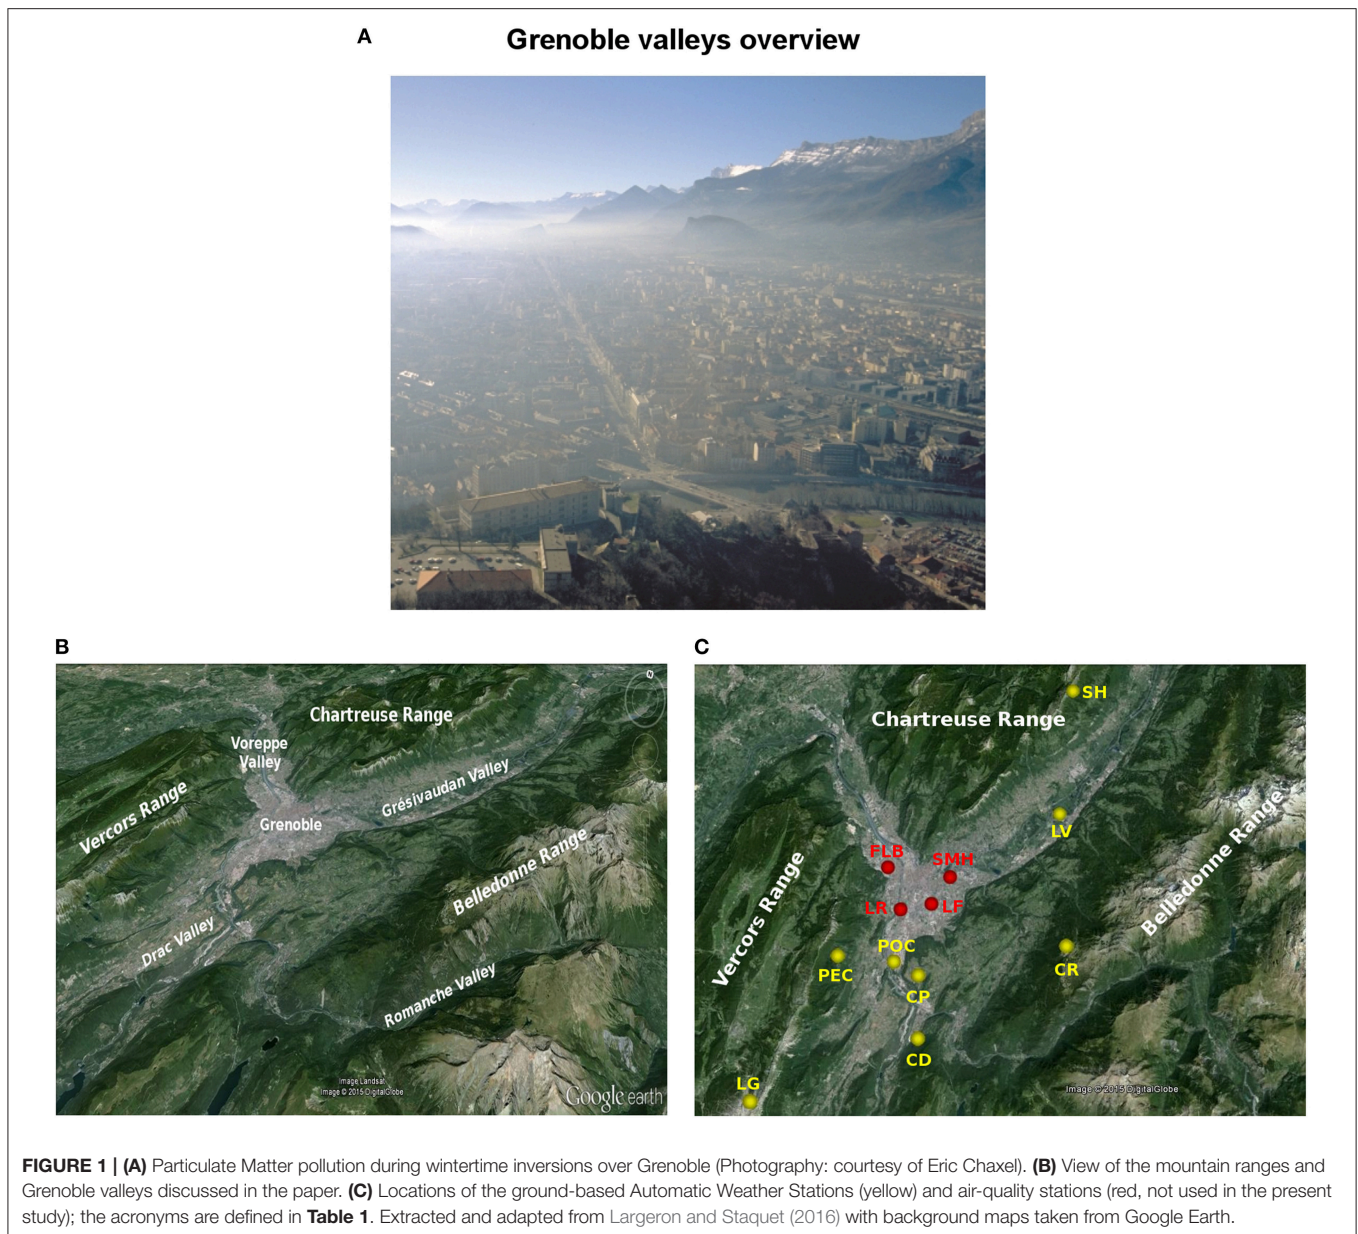 A
Grenoble valleys overview
B
N
Chartreuse Range
Voreppe
Valley
Vercors Range
Grésivaudan Valley
Grenoble
Belledonne Range
Drac Valley
Romanche Valley
Image Landsat
Image © 2015 DigitalGlobe
Google earth
C
SH
Chartreuse Range
LV
Belledonne Range
FLB
SMH
Vercors Range
LR
LF
POC
PEC
CP
CR
CD
LG
Image © 2015 DigitalGlobe
FIGURE 1 | (A) Particulate Matter pollution during wintertime inversions over Grenoble (Photography: courtesy of Eric Chaxel). (B) View of the mountain ranges and
Grenoble valleys discussed in the paper. (C) Locations of the ground-based Automatic Weather Stations (yellow) and air-quality stations (red, not used in the present
study); the acronyms are defined in Table 1. Extracted and adapted from Largeron and Staquet (2016) with background maps taken from Google Earth.